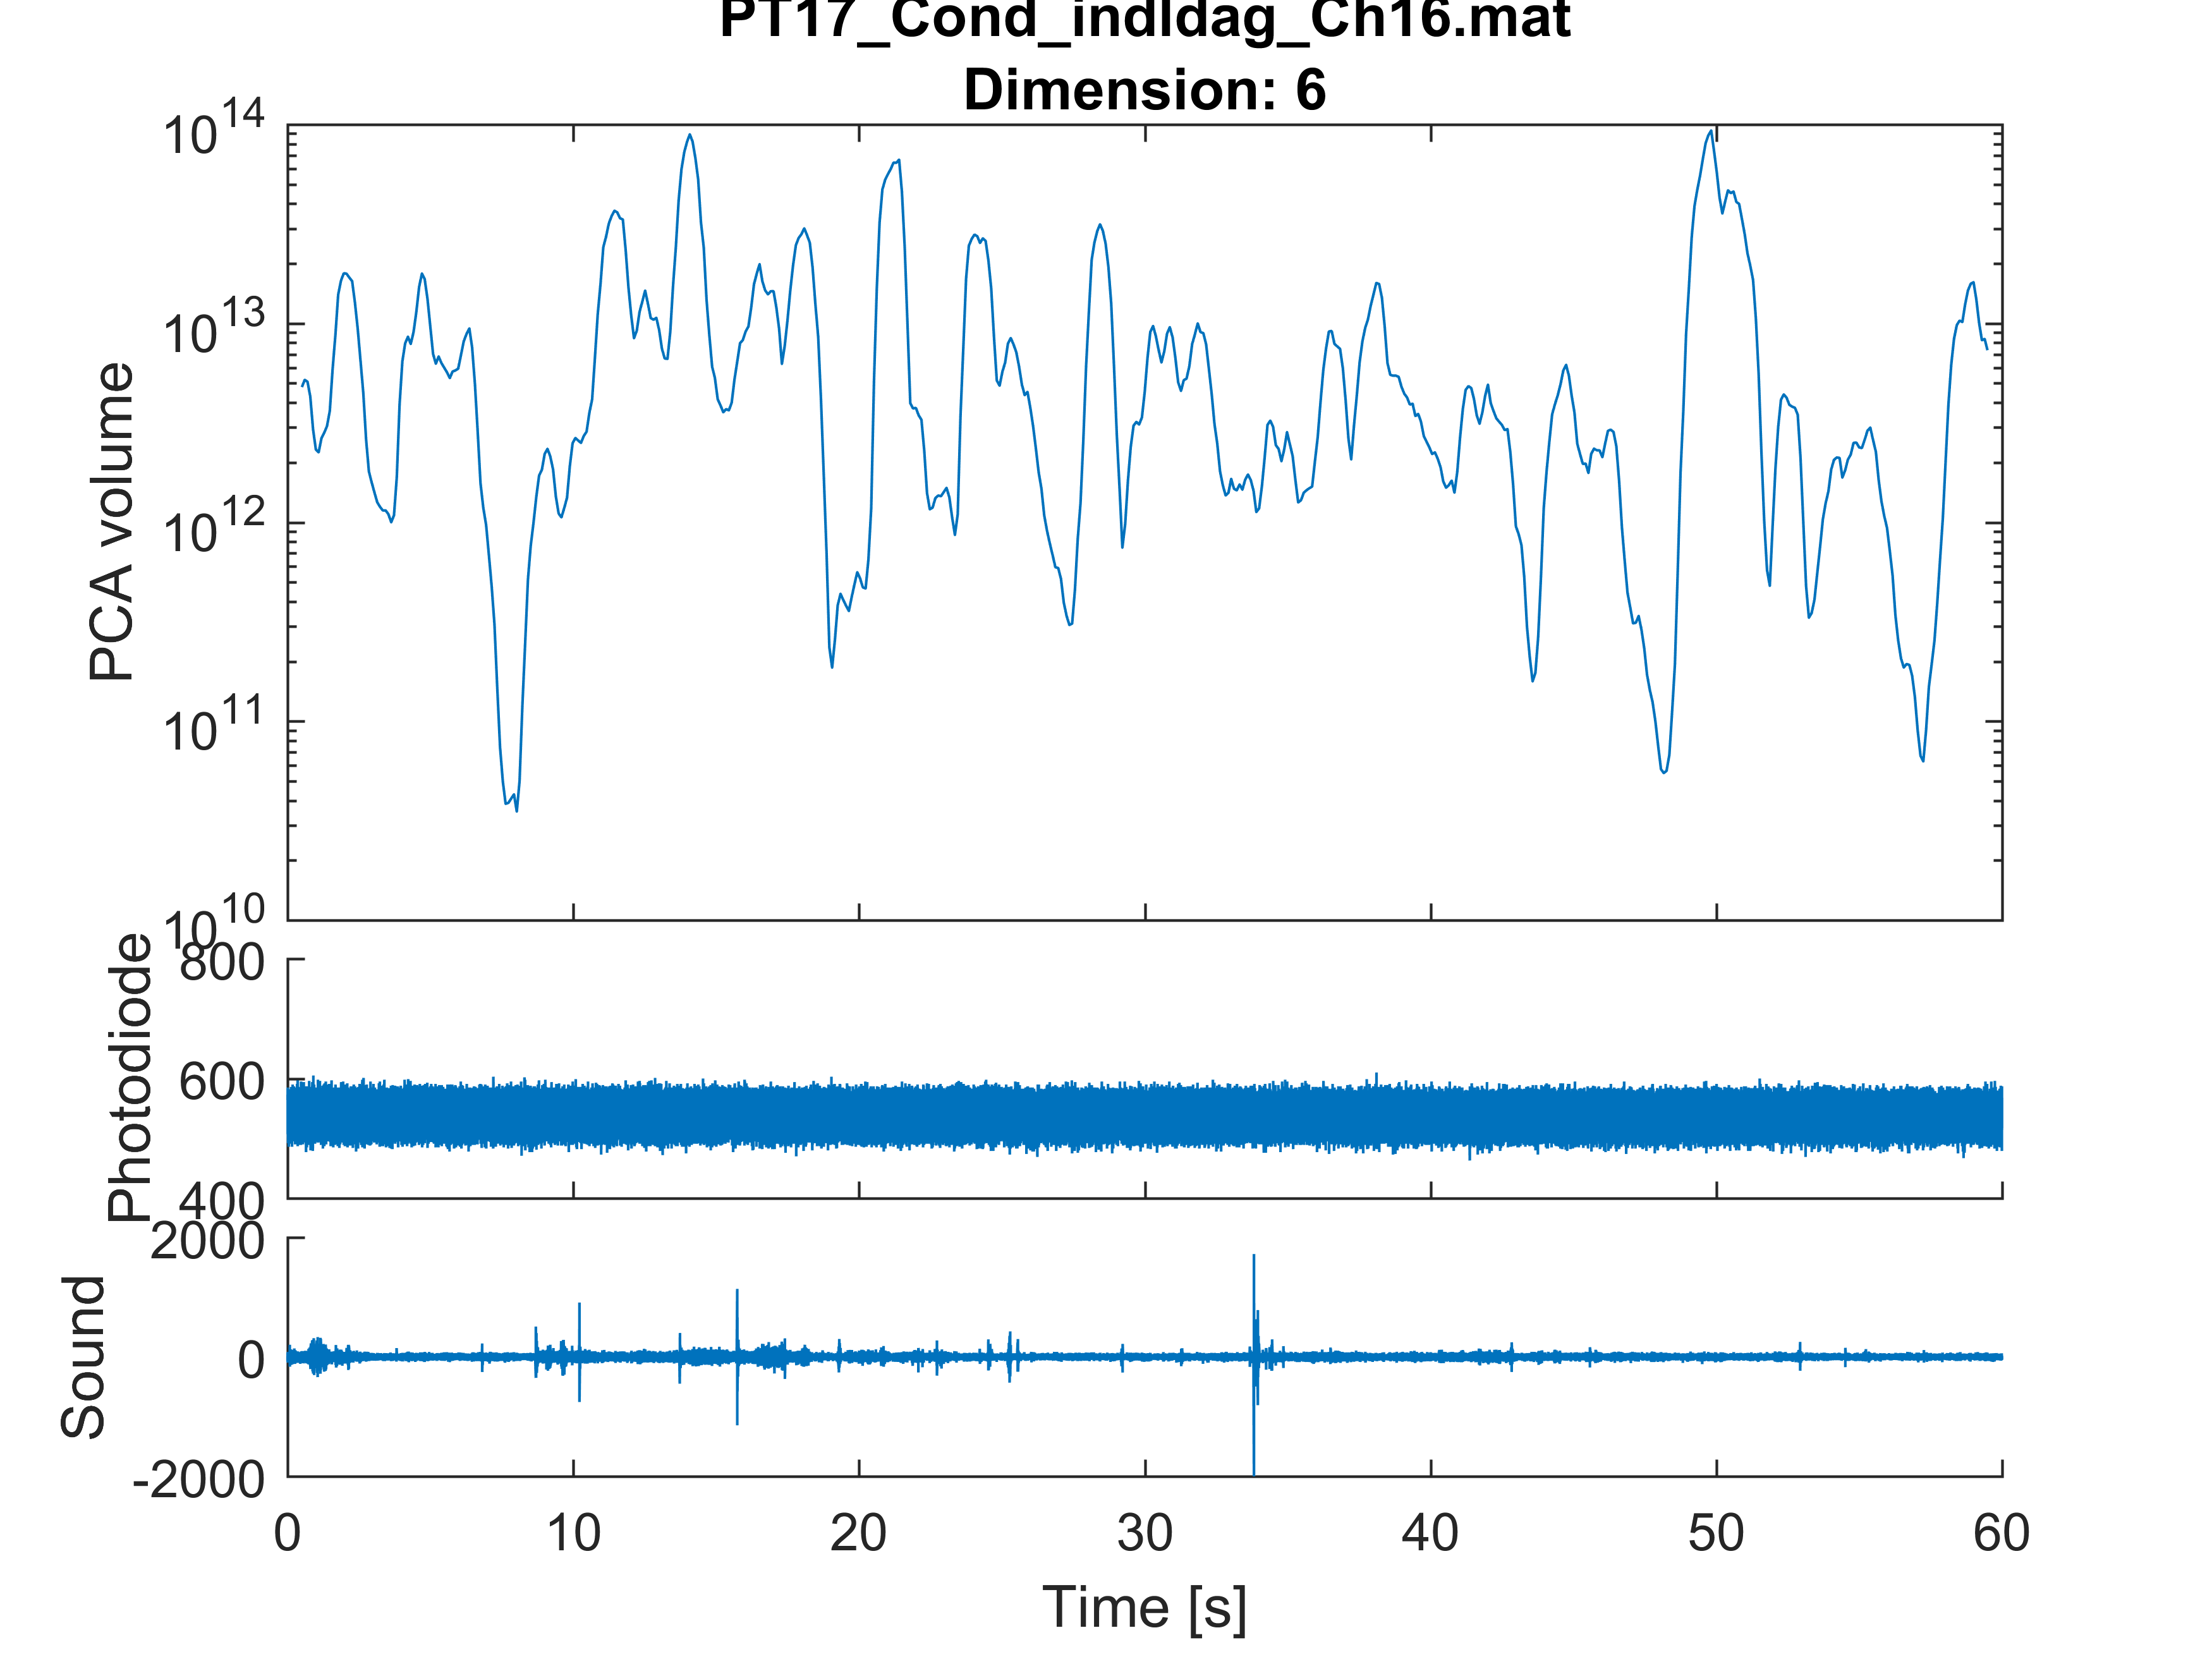 PT17_Cond_indIdag_Ch16.mat
Dimension: 6
10^14
10^13
10^12
10^11
10^10
PCA volume
800
600
400
Photodiode
2000
0
-2000
Sound
0 10 20 30 40 50 60
Time [s]